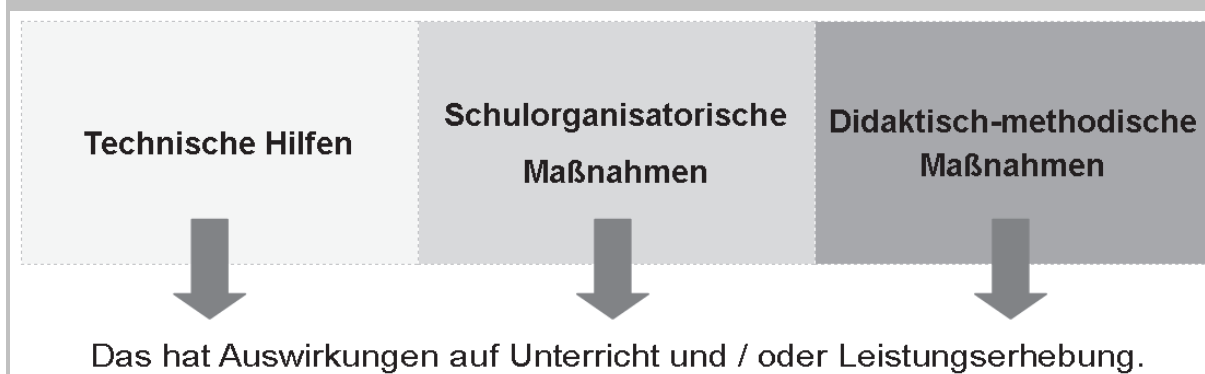 Technische Hilfen
Schulorganisatorische
Maßnahmen
Didaktisch-methodische
Maßnahmen
Das hat Auswirkungen auf Unterricht und / oder Leistungserhebung.